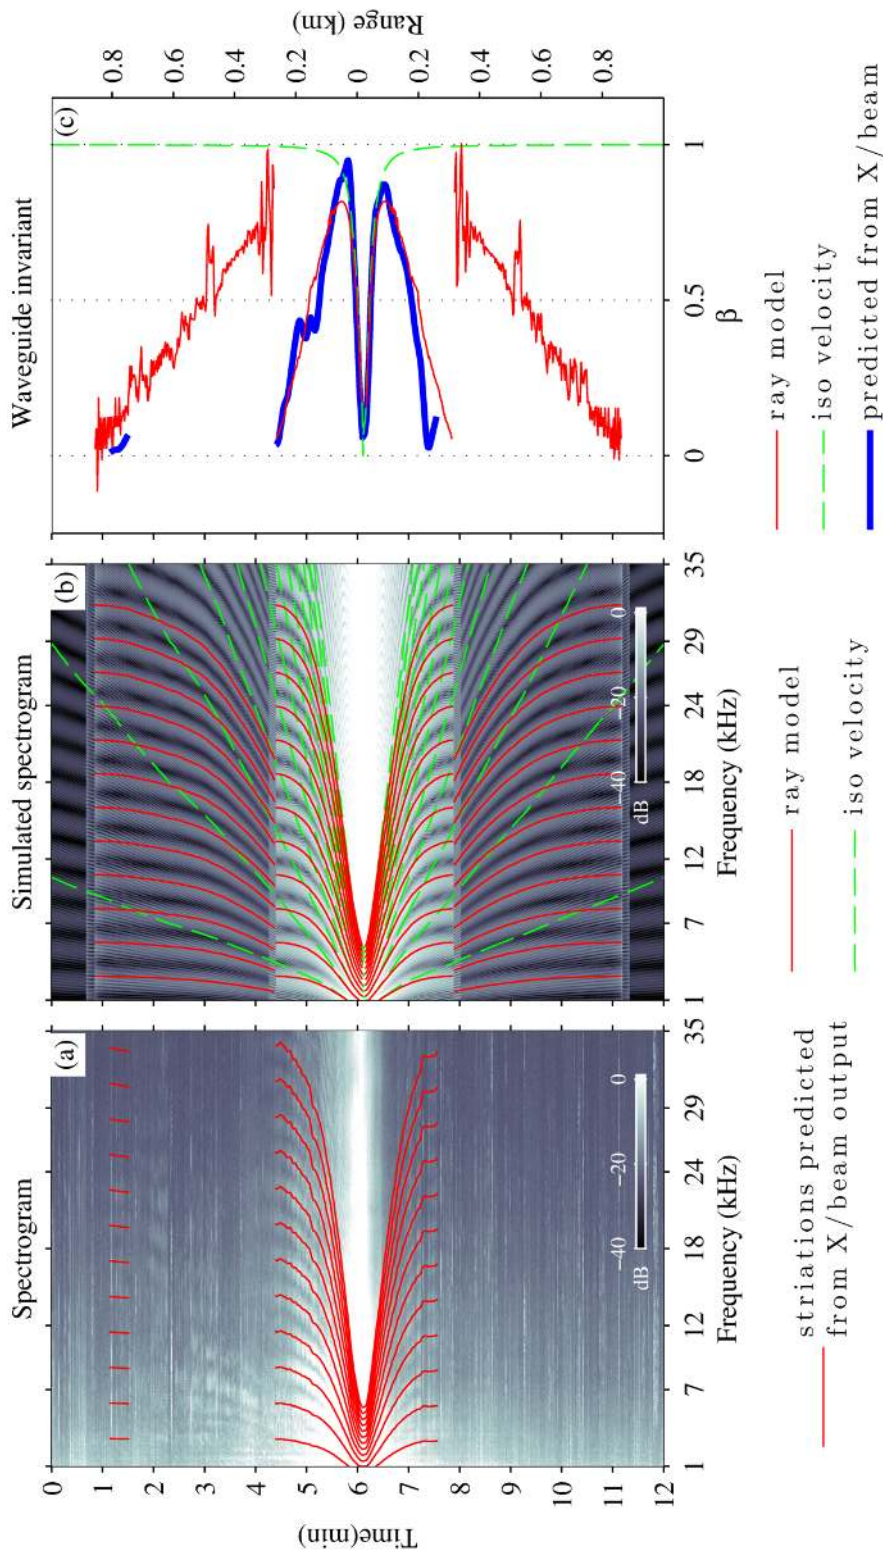 Spectrogram
(a)
Time(min)
0
1
2
3
4
5
6
7
8
9
10
11
12
1 7 12 18 24 29 35
Frequency (kHz)
dB
−40 −20 0
striations predicted
from X/beam output
Simulated spectrogram
(b)
1 7 12 18 24 29 35
Frequency (kHz)
dB
−40 −20 0
ray model
iso velocity
Waveguide invariant
(c)
0 0.5 1
β
0.8
0.6
0.4
0.2
0
0.2
0.4
0.6
0.8
Range (km)
ray model
iso velocity
predicted from X/beam